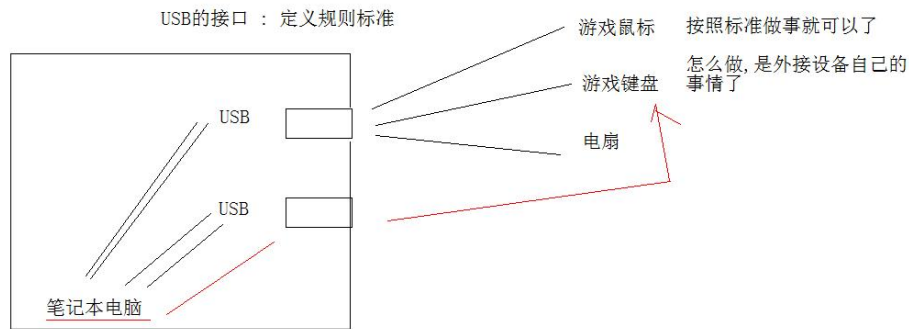 USB的接口 : 定义规则标准
游戏鼠标 按照标准做事就可以了
怎么做,是外接设备自己的
游戏键盘 事情了
USB
电扇
USB
笔记本电脑